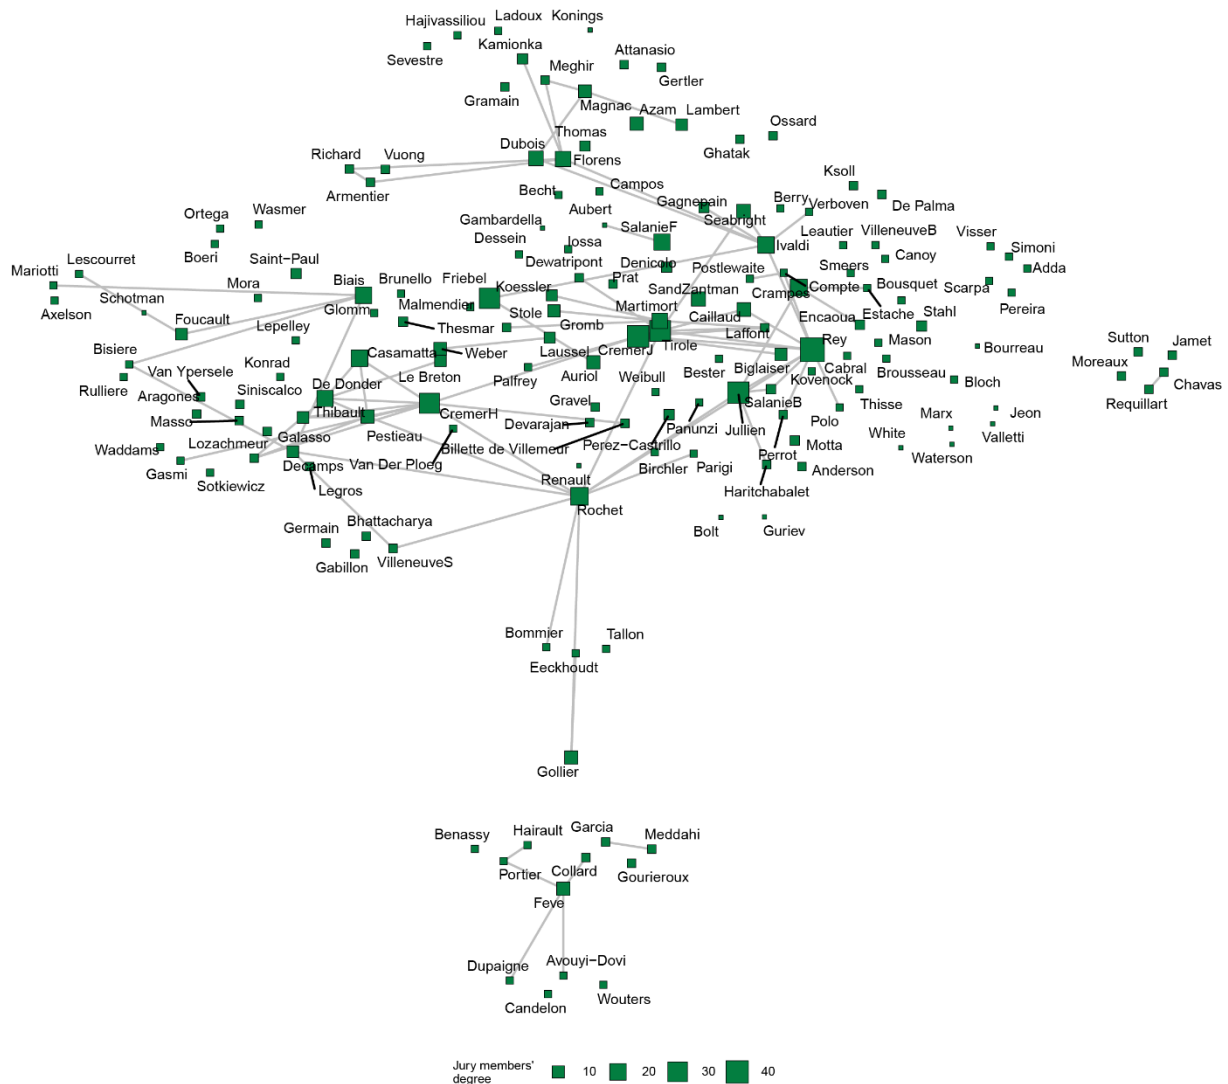 Hajivassiliou
Ladoux
Konings
Sevestre
Kamionka
Attanasio
Meghir
Gertler
Gramain
Magnac
Azam
Lambert
Ossard
Thomas
Ghatak
Dubois
Florens
Richard
Vuong
Armentier
Ksoll
Becht
Campos
Gagnepain
Berry
Verboven
De Palma
Aubert
Seabright
Ortega
Wasmer
Gambardella
SalanieF
Ivaldi
Leautier
VilleneuveB
Visser
Simoni
Dessein
Iossa
Boeri
Saint−Paul
Dewatripont
Denicolo
Postlewaite
Smeers
Canoy
Adda
Mariotti
Lescourret
Mora
Biais
Brunello
Friebel
Koessler
Prat
SandZantman
Compte
Bousquet
Scarpa
Pereira
Axelson
Schotman
Glomm
Malmendier
Stole
Martimort
Crampes
Estache
Foucault
Lepelley
Thesmar
Gromb
Caillaud
Laffont
Encaoua
Stahl
Bisiere
Casamatta
Weber
Laussel
CremerJ
Tirole
Rey
Mason
Bourreau
Sutton
Jamet
Van Ypersele
Konrad
Le Breton
Palfrey
Auriol
Bester
Biglaiser
Cabral
Brousseau
Moreaux
Chavas
Rulliere
Aragones
Siniscalco
De Donder
Weibull
Kovenock
Bloch
Requillart
Masso
Thibault
CremerH
Gravel
SalanieB
Thisse
Marx
Jeon
Waddams
Lozachmeur
Galasso
Pestieau
Devarajan
Panunzi
Jullien
Polo
White
Valletti
Gasmi
Decamps
Van Der Ploeg
Billette de Villemeur
Perez−Castrillo
Perrot
Motta
Waterson
Sotkiewicz
Legros
Renault
Birchler
Parigi
Haritchabalet
Anderson
Rochet
Germain
Bhattacharya
Bolt
Guriev
Gabillon
VilleneuveS
Bommier
Tallon
Eeckhoudt
Gollier
Benassy
Hairault
Garcia
Meddahi
Portier
Collard
Gourieroux
Feve
Dupaigne
Avouyi−Dovi
Candelon
Wouters
Jury members'
degree
10
20
30
40